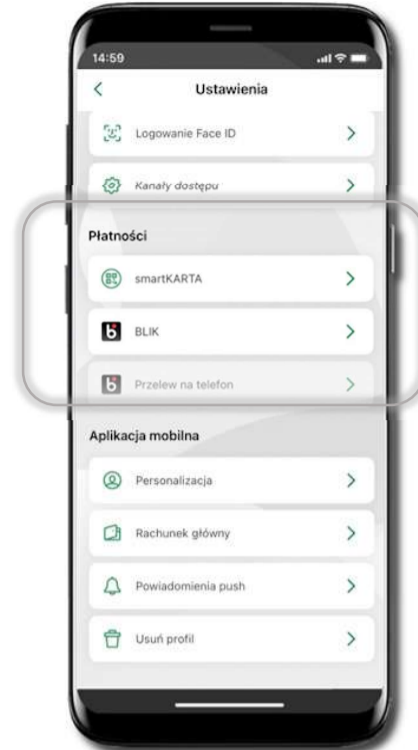 14:59
Ustawienia
Logowanie Face ID
Kanały dostępu
Płatności
smartKARTA
BLIK
Przelew na telefon
Aplikacja mobilna
Personalizacja
Rachunek główny
Powiadomienia push
Usuń profil